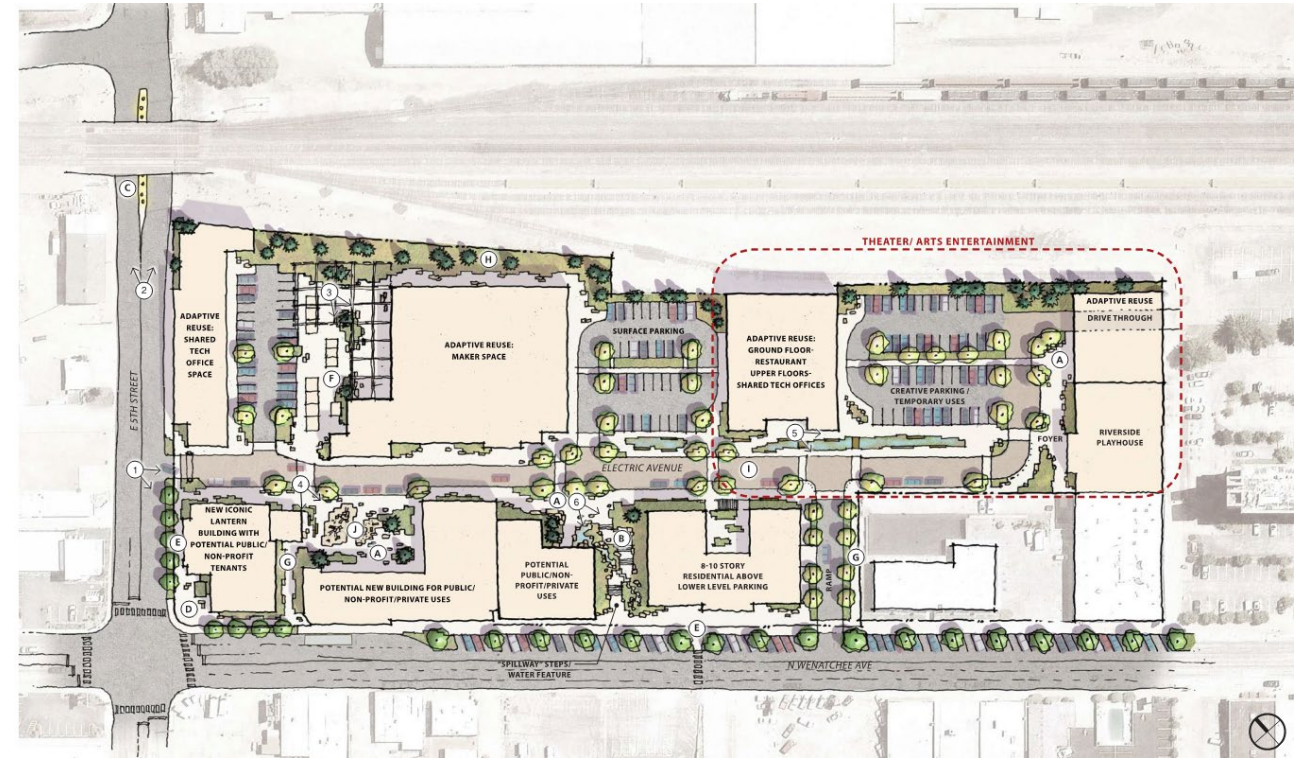 THEATER/ ARTS ENTERTAINMENT
C
2
H
3
ADAPTIVE
REUSE:
SHARED
TECH
OFFICE
SPACE
F
ADAPTIVE REUSE:
MAKER SPACE
SURFACE PARKING
ADAPTIVE REUSE:
GROUND FLOOR-
RESTAURANT
UPPER FLOORS-
SHARED TECH OFFICES
CREATIVE PARKING /
TEMPORARY USES
ADAPTIVE REUSE
DRIVE THROUGH
A
RIVERSIDE
PLAYHOUSE
FOYER
5
E 5TH STREET
1
ELECTRIC AVENUE
I
4
A
6
NEW ICONIC
LANTERN
BUILDING WITH
POTENTIAL PUBLIC/
NON-PROFIT
TENANTS
E
J
A
G
D
POTENTIAL NEW BUILDING FOR PUBLIC/
NON-PROFIT/PRIVATE USES
POTENTIAL
PUBLIC/NON-
PROFIT/PRIVATE
USES
B
8-10 STORY
RESIDENTIAL ABOVE
LOWER LEVEL PARKING
RAMP
G
E
"SPILLWAY" STEPS/
WATER FEATURE
N WENATCHEE AVE